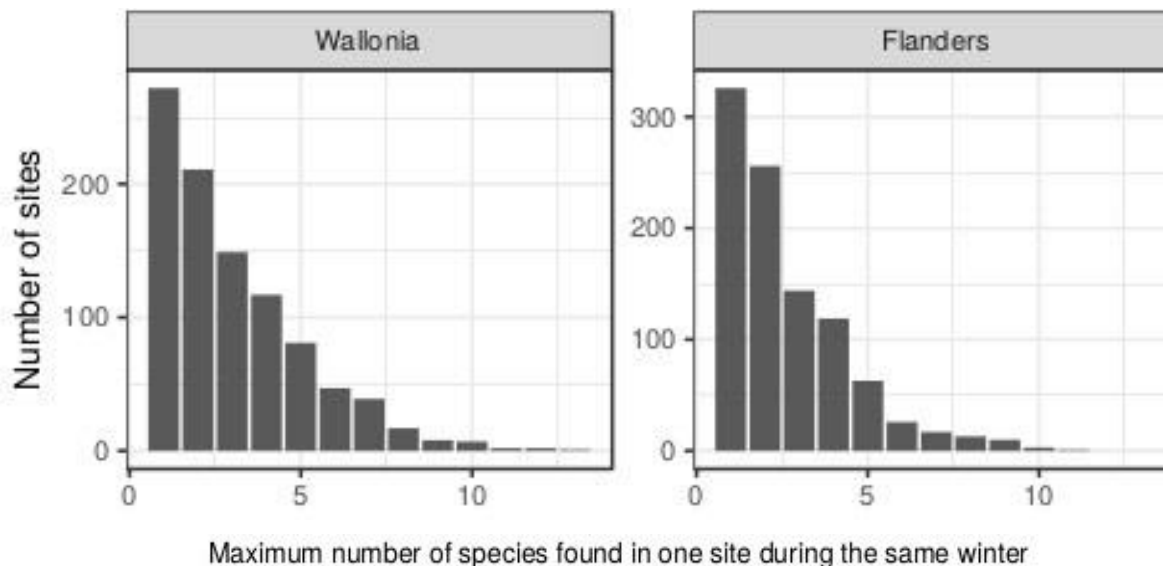 Wallonia
Flanders
Number of sites
200
100
0
300
200
100
0
0 5 10
0 5 10
Maximum number of species found in one site during the same winter